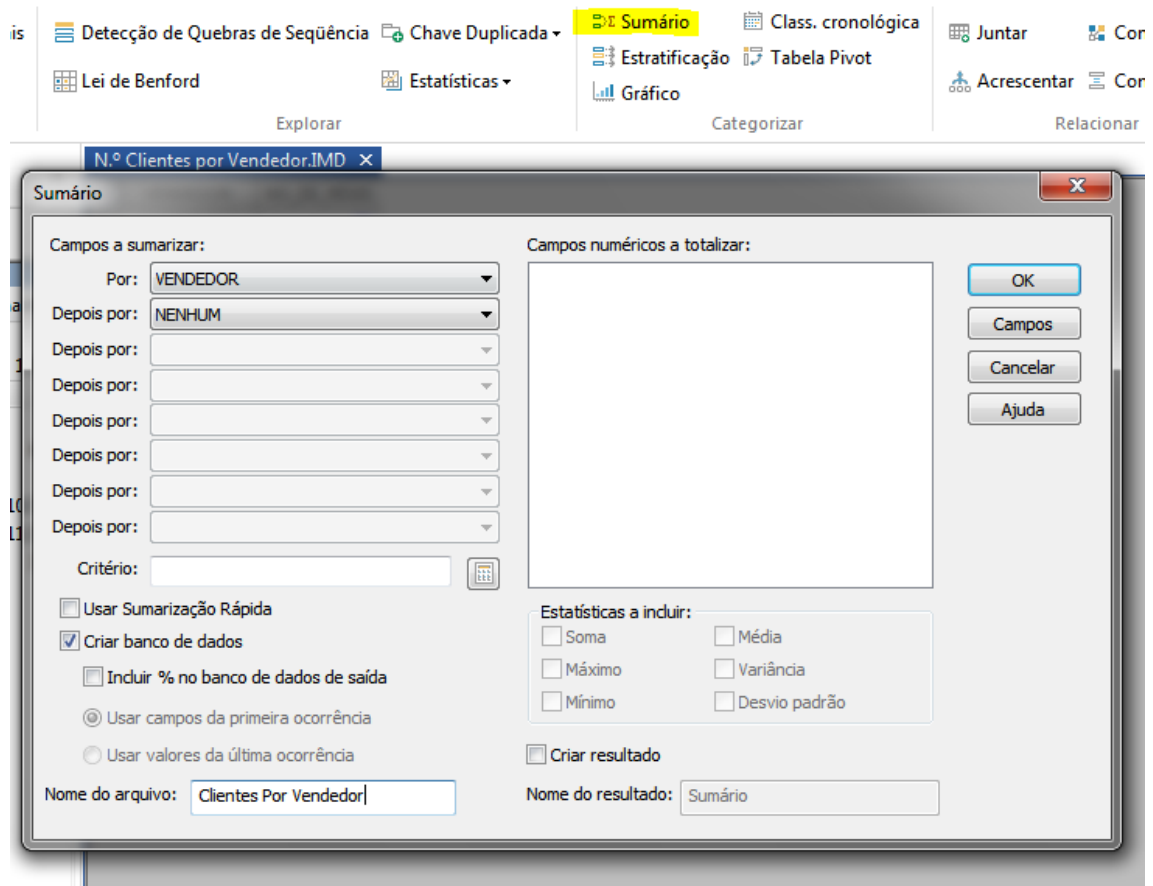 is Detecção de Quebras de Seqüência Chave Duplicada Sumário Class. cronológica Juntar Con
Estratificação Tabela Pivot
Lei de Benford Estatísticas Gráfico Acrescentar Con
Explorar Categorizar Relacionar
N.º Clientes por Vendedor.IMD X
Sumário
Campos a sumarizar: Campos numéricos a totalizar:
Por: VENDEDOR OK
Depois por: NENHUM Campos
Depois por: Cancelar
Depois por: Ajuda
Depois por:
Depois por:
Depois por:
Depois por:
Critério:
Usar Sumarização Rápida Estatísticas a incluir:
Criar banco de dados Soma Média
Incluir % no banco de dados de saída Máximo Variância
Usar campos da primeira ocorrência Mínimo Desvio padrão
Usar valores da última ocorrência Criar resultado
Nome do arquivo: Clientes Por Vendedor Nome do resultado: Sumário